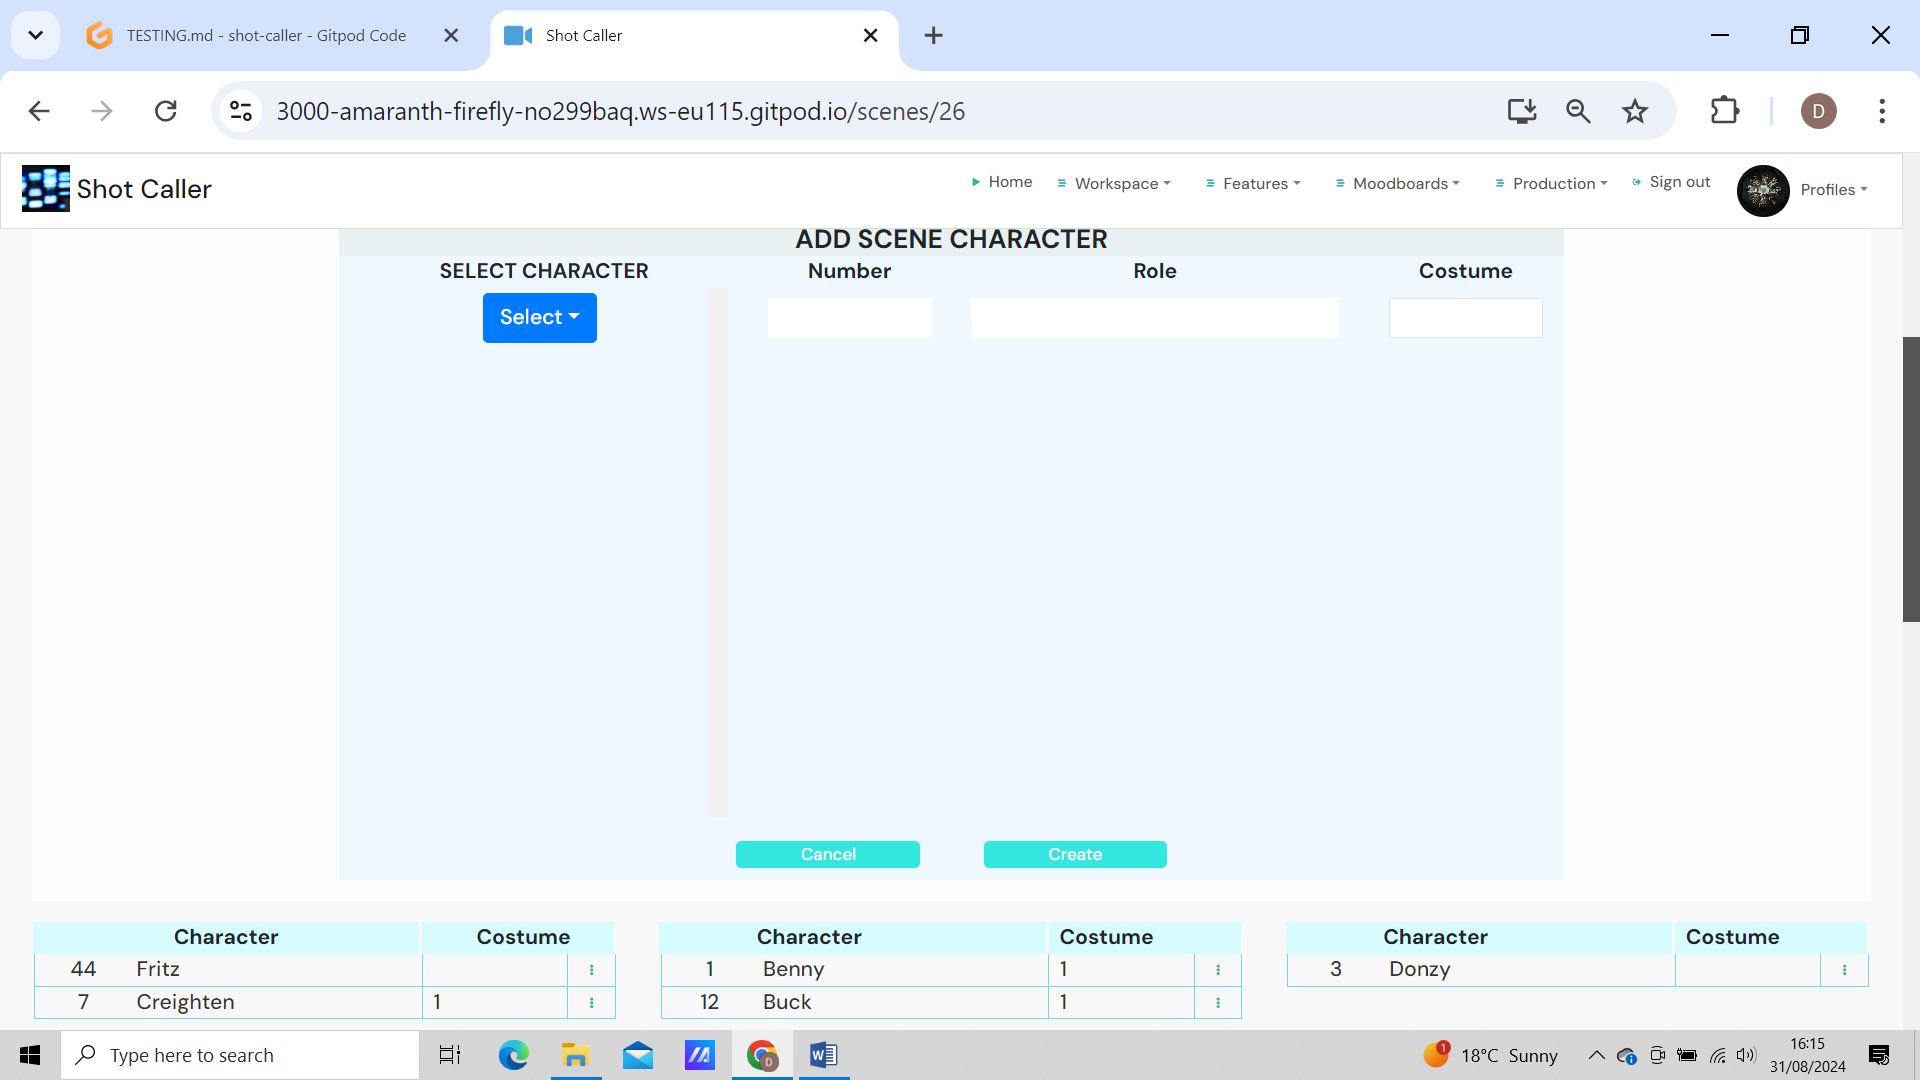 TESTING.md - shot-caller - Gitpod Code
Shot Caller
3000-amaranth-firefly-no299baq.ws-eu115.gitpod.io/scenes/26
D
Shot Caller
Home
Workspace
Features
Moodboards
Production
Sign out
Profiles
ADD SCENE CHARACTER
SELECT CHARACTER
Number
Role
Costume
Select
Cancel
Create
Character Costume
44 Fritz
7 Creighten 1
Character Costume
1 Benny 1
12 Buck 1
Character Costume
3 Donzy
Type here to search
D
1
18°C Sunny
16:15
31/08/2024